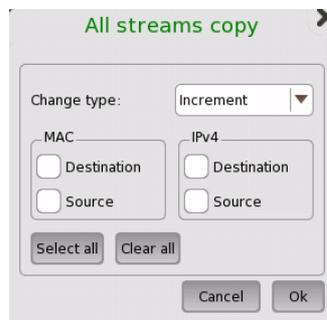 All streams copy
Change type: Increment
MAC IPv4
Destination Destination
Source Source
Select all Clear all
Cancel Ok